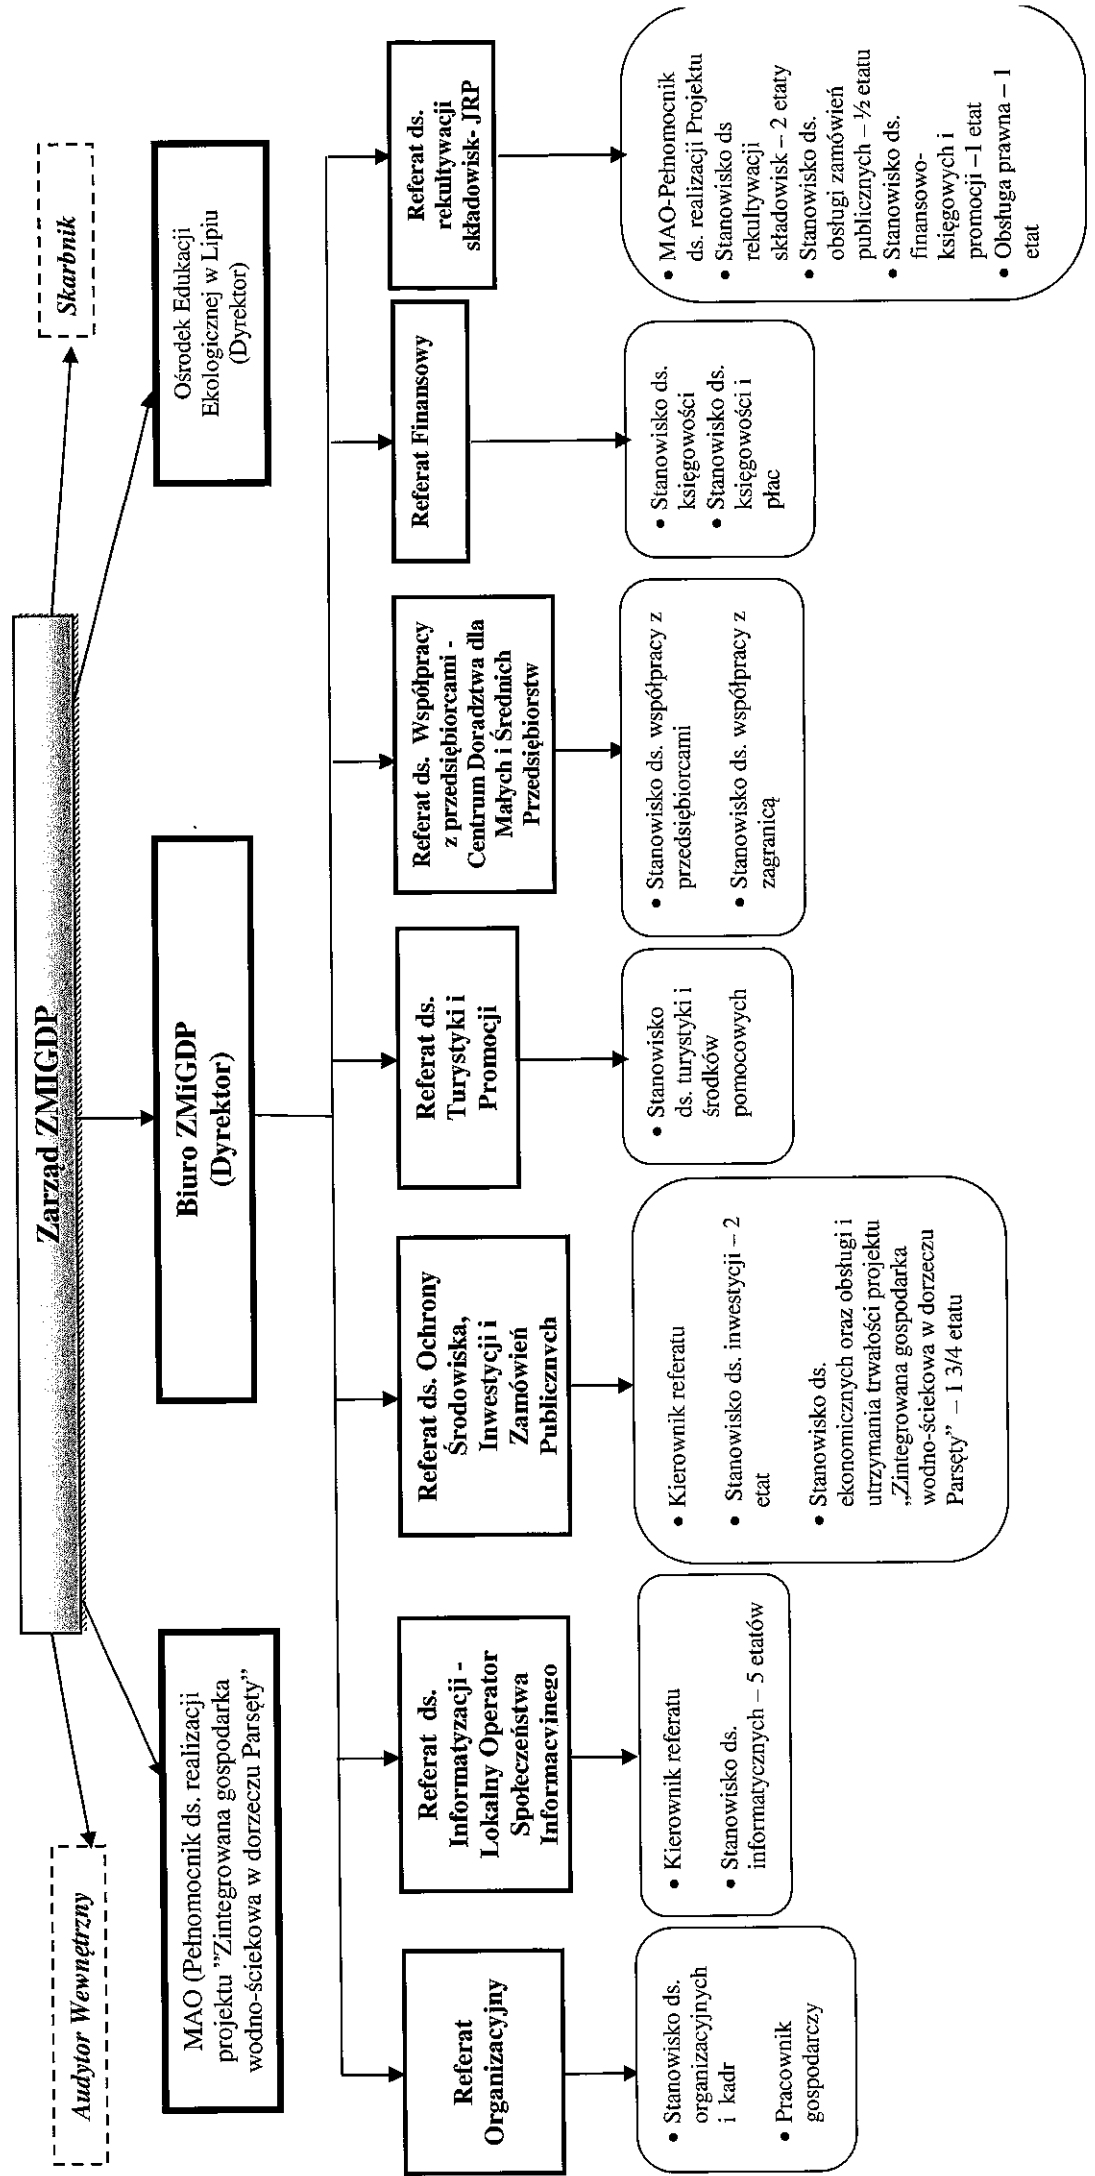 Zarząd ZMIGDP
Audytor Wewnętrzny
Skarbnik
MAO (Pełnomocnik ds. realizacji
projektu ”Zintegrowana gospodarka
wodno-ściekowa w dorzeczu Parsęty”
Biuro ZMiGDP
(Dyrektor)
Ośrodek Edukacji
Ekologicznej w Lipiu
(Dyrektor)
Referat
Organizacyjny
Referat ds.
Informatyzacji -
Lokalny Operator
Społeczeństwa
Informacyjnego
Referat ds. Ochrony
Środowiska,
Inwestycji i
Zamówień
Publicznych
Referat ds.
Turystyki i
Promocji
Referat ds. Współpracy
z przedsiębiorcami -
Centrum Doradztwa dla
Małych i Średnich
Przedsiębiorstw
Referat Finansowy
Referat ds.
rekultywacji
składowisk- JRP
• Stanowisko ds.
organizacyjnych
i kadr
• Pracownik
gospodarczy
• Kierownik referatu
• Stanowisko ds.
informatycznych – 5 etatów
• Kierownik referatu
• Stanowisko ds. inwestycji – 2
etat
• Stanowisko ds.
ekonomicznych oraz obsługi i
utrzymania trwałości projektu
„Zintegrowana gospodarka
wodno-ściekowa w dorzeczu
Parsęty” – 1 3/4 etatu
• Stanowisko
ds. turystyki i
środków
pomocowych
• Stanowisko ds. współpracy z
przedsiębiorcami
• Stanowisko ds. współpracy z
zagranicą
• Stanowisko ds.
księgowości
• Stanowisko ds.
księgowości i
płac
• MAO-Pełnomocnik
ds. realizacji Projektu
• Stanowisko ds
rekultywacji
składowisk – 2 etaty
• Stanowisko ds.
obsługi zamówień
publicznych – ½ etatu
• Stanowisko ds.
finansowo-
księgowych i
promocji –1 etat
• Obsługa prawna – 1
etat